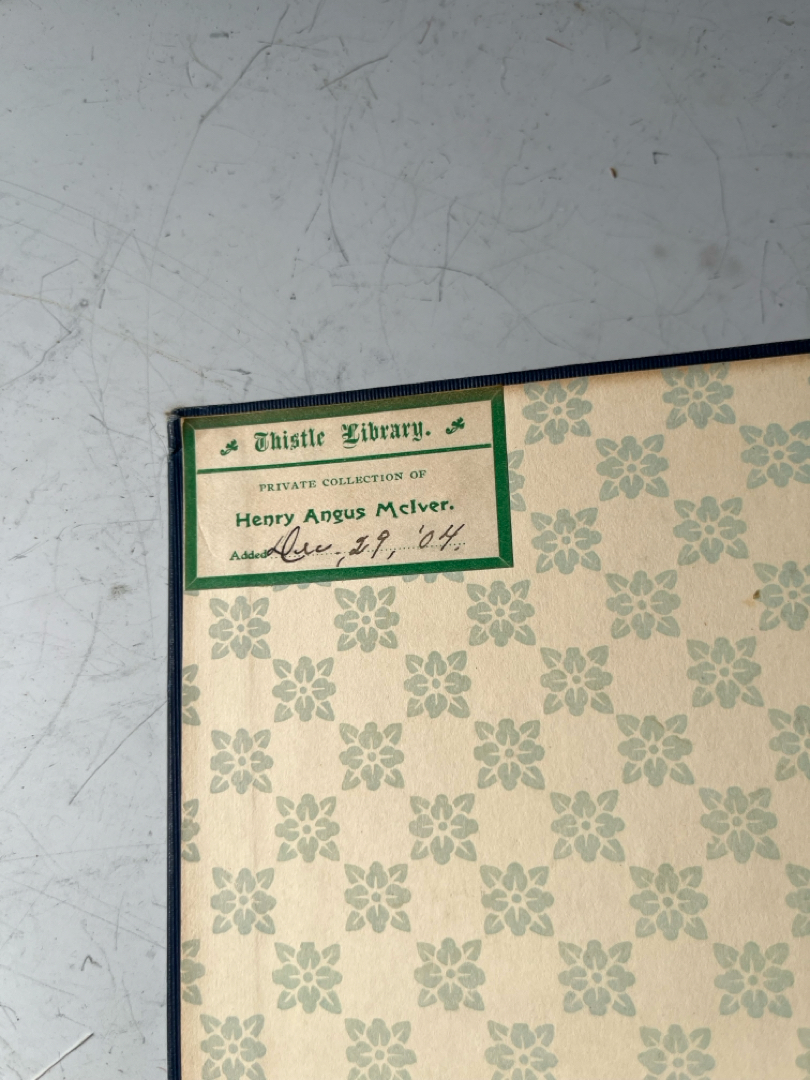 Thistle Library.
PRIVATE COLLECTION OF
Henry Angus McIver.
Added Dec, 29, '04.